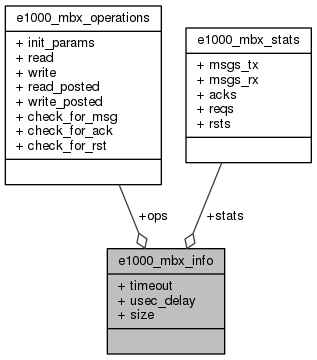 e1000_mbx_operations
+ init_params
+ read
+ write
+ read_posted
+ write_posted
+ check_for_msg
+ check_for_ack
+ check_for_rst
e1000_mbx_stats
+ msgs_tx
+ msgs_rx
+ acks
+ reqs
+ rsts
+ops
+stats
e1000_mbx_info
+ timeout
+ usec_delay
+ size